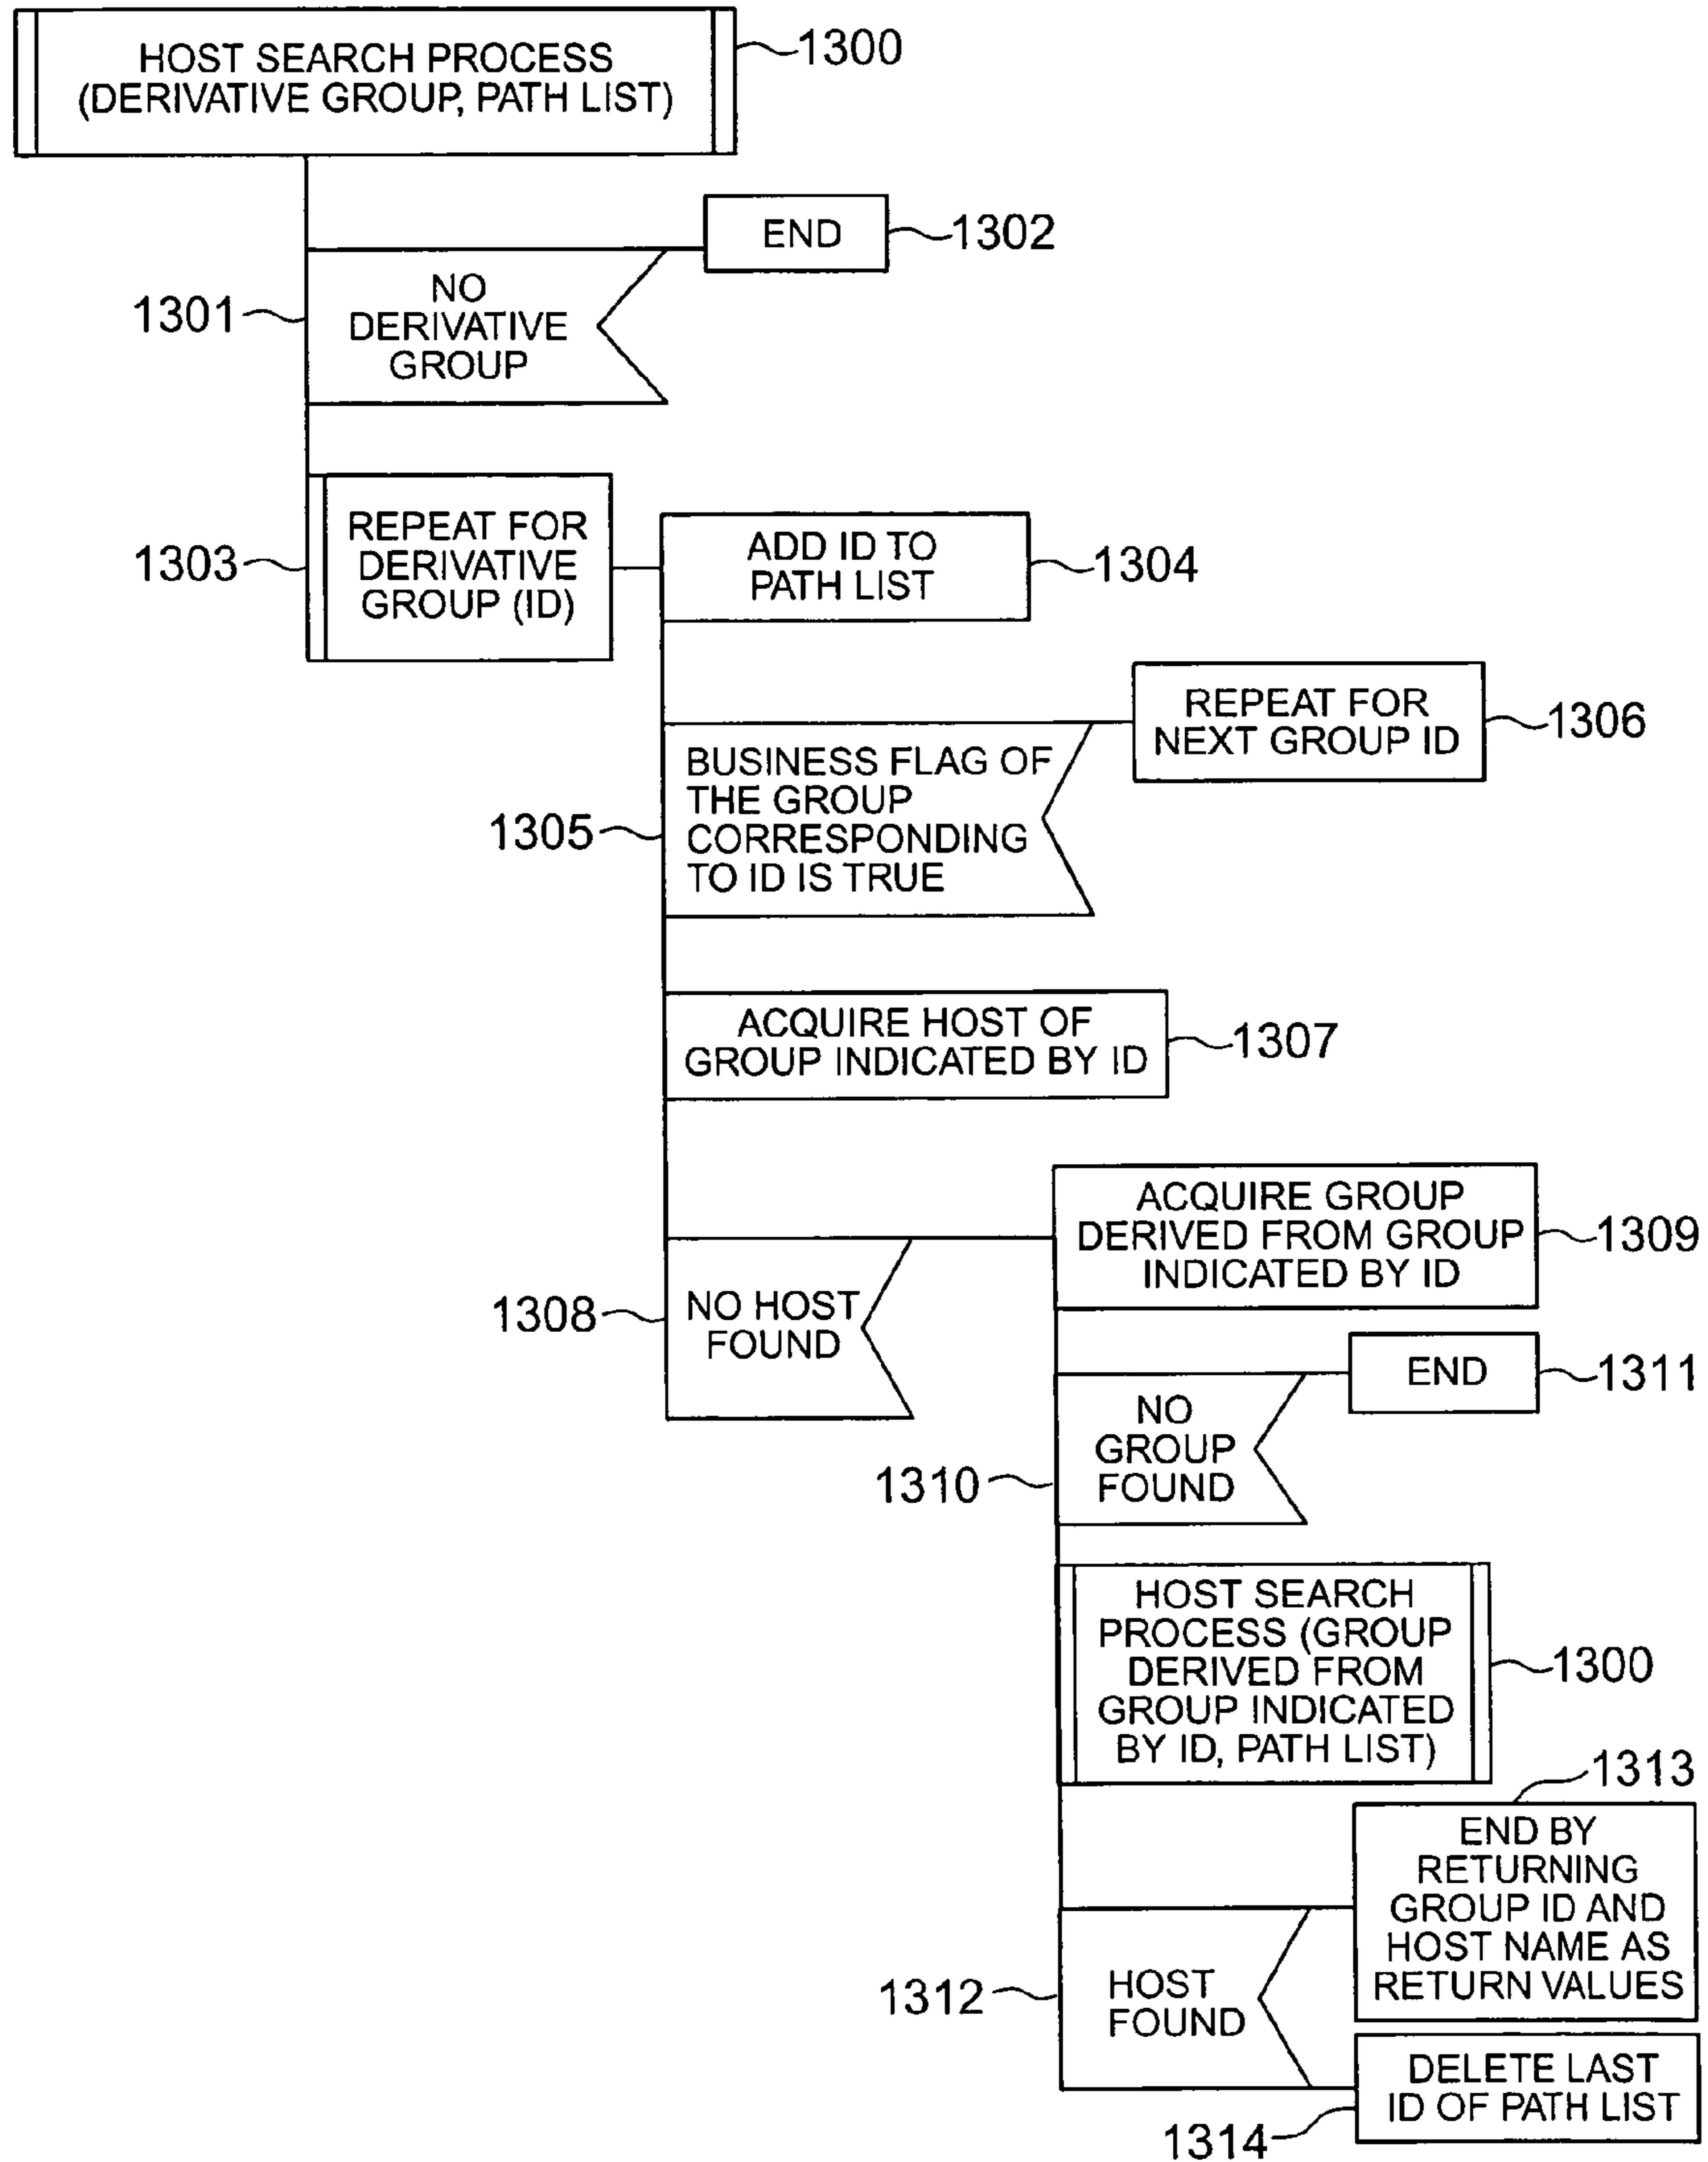 HOST SEARCH PROCESS
(DERIVATIVE GROUP, PATH LIST)
1300
END
1302
1301
NO
DERIVATIVE
GROUP
1303
REPEAT FOR
DERIVATIVE
GROUP (ID)
ADD ID TO
PATH LIST
1304
REPEAT FOR
NEXT GROUP ID
1306
1305
BUSINESS FLAG OF
THE GROUP
CORRESPONDING
TO ID IS TRUE
ACQUIRE HOST OF
GROUP INDICATED BY ID
1307
ACQUIRE GROUP
DERIVED FROM GROUP
INDICATED BY ID
1309
1308
NO HOST
FOUND
END
1311
1310
NO
GROUP
FOUND
HOST SEARCH
PROCESS (GROUP
DERIVED FROM
GROUP INDICATED
BY ID, PATH LIST)
1300
1313
END BY
RETURNING
GROUP ID AND
HOST NAME AS
RETURN VALUES
1312
HOST
FOUND
DELETE LAST
ID OF PATH LIST
1314